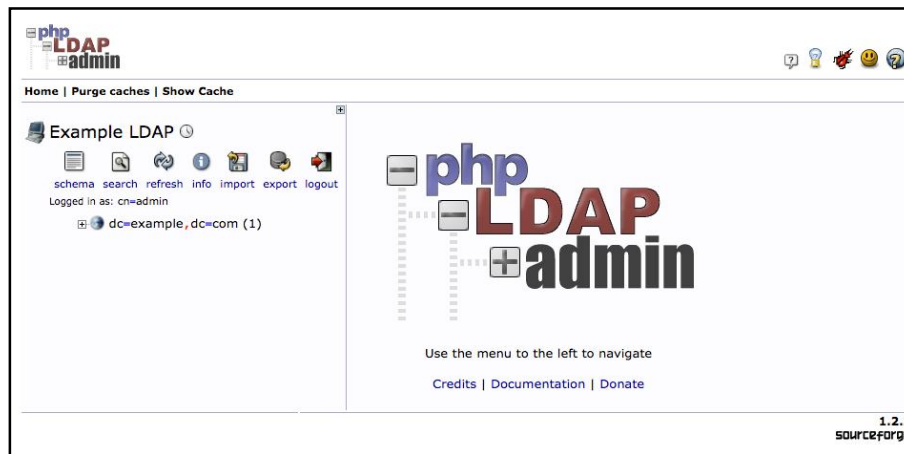 php
LDAP
admin
Home | Purge caches | Show Cache
Example LDAP
schema search refresh info import export logout
Logged in as: cn=admin
dc=example,dc=com (1)
php
LDAP
admin
Use the menu to the left to navigate
Credits | Documentation | Donate
1.2.
sourceforg